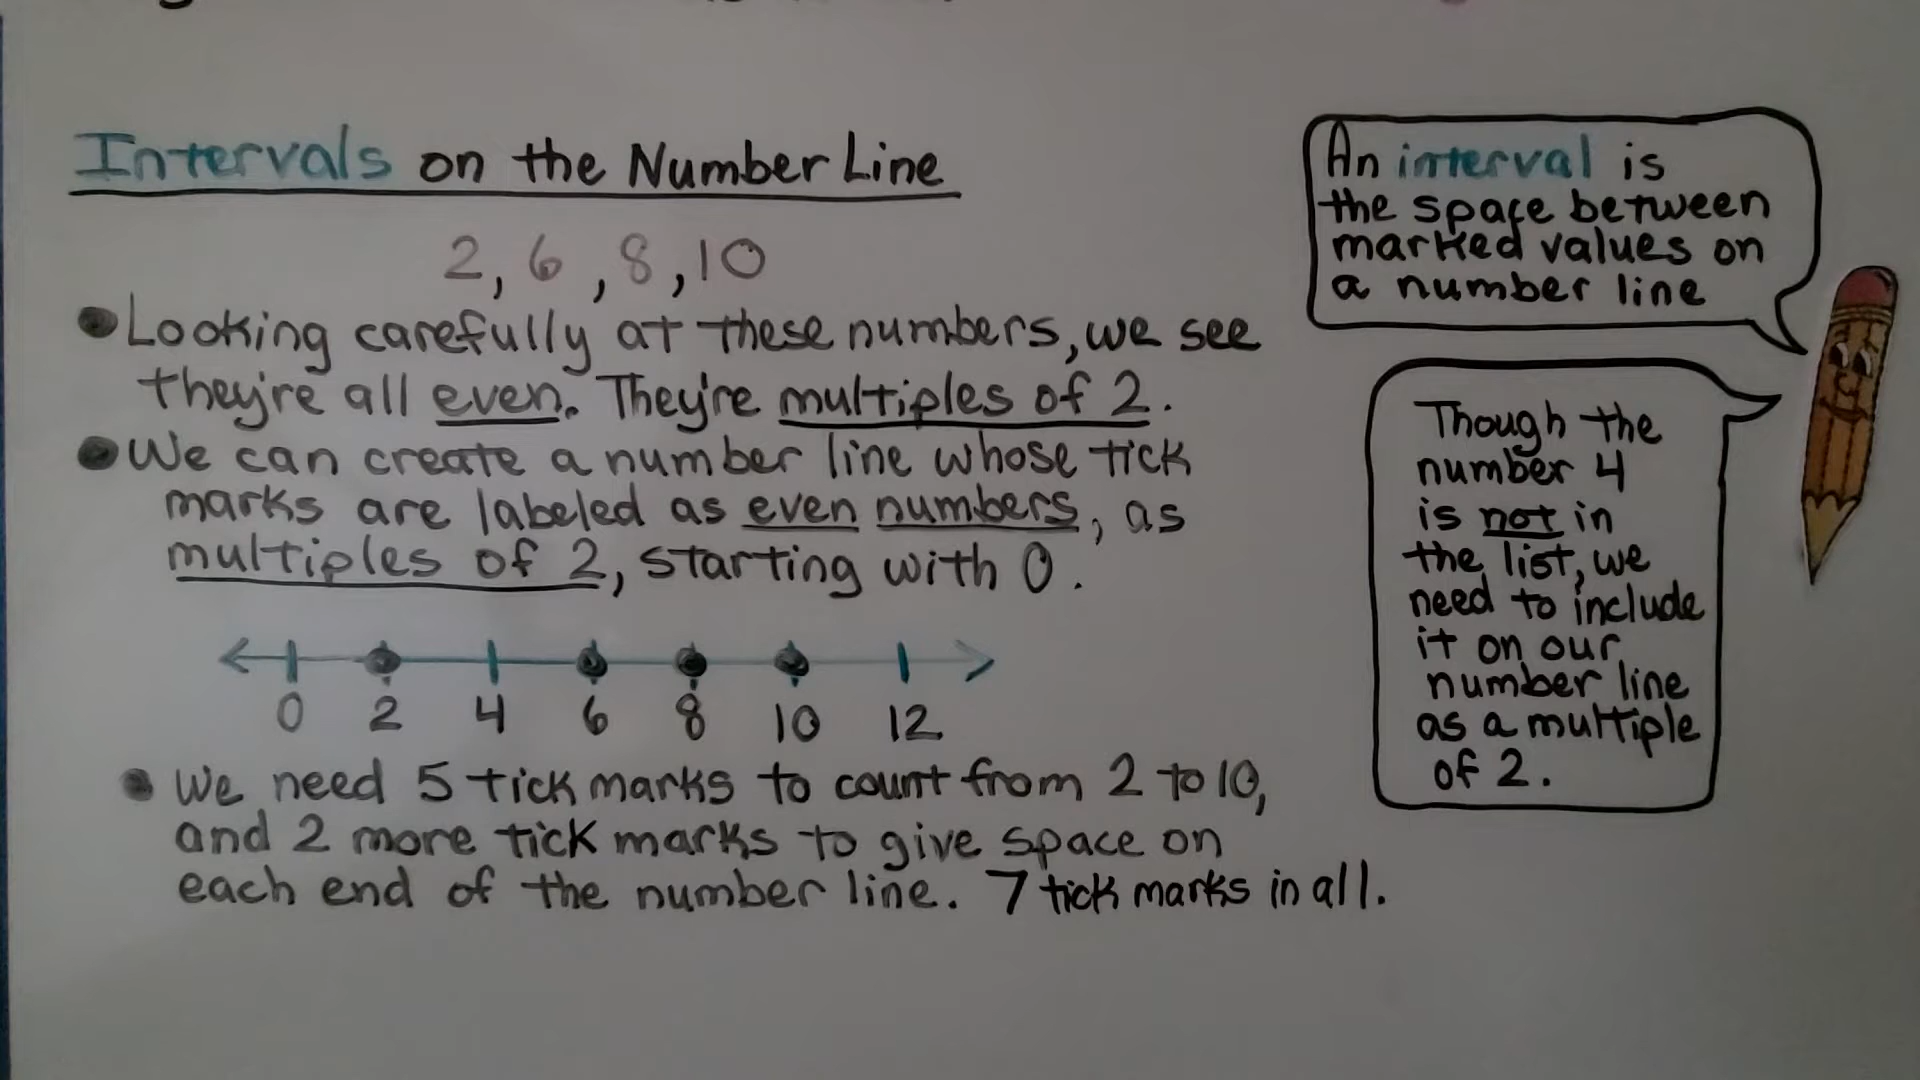 Intervals on the Number Line
2, 6, 8, 10
● Looking carefully at these numbers, we see
they're all even. They're multiples of 2.
● We can create a number line whose tick
marks are labeled as even numbers, as
multiples of 2, starting with 0.
0 2 4 6 8 10 12
● We need 5 tick marks to count from 2 to 10,
and 2 more tick marks to give space on
each end of the number line. 7 tick marks in all.
An interval is
the space between
marked values on
a number line
Though the
number 4
is not in
the list, we
need to include
it on our
number line
as a multiple
of 2.